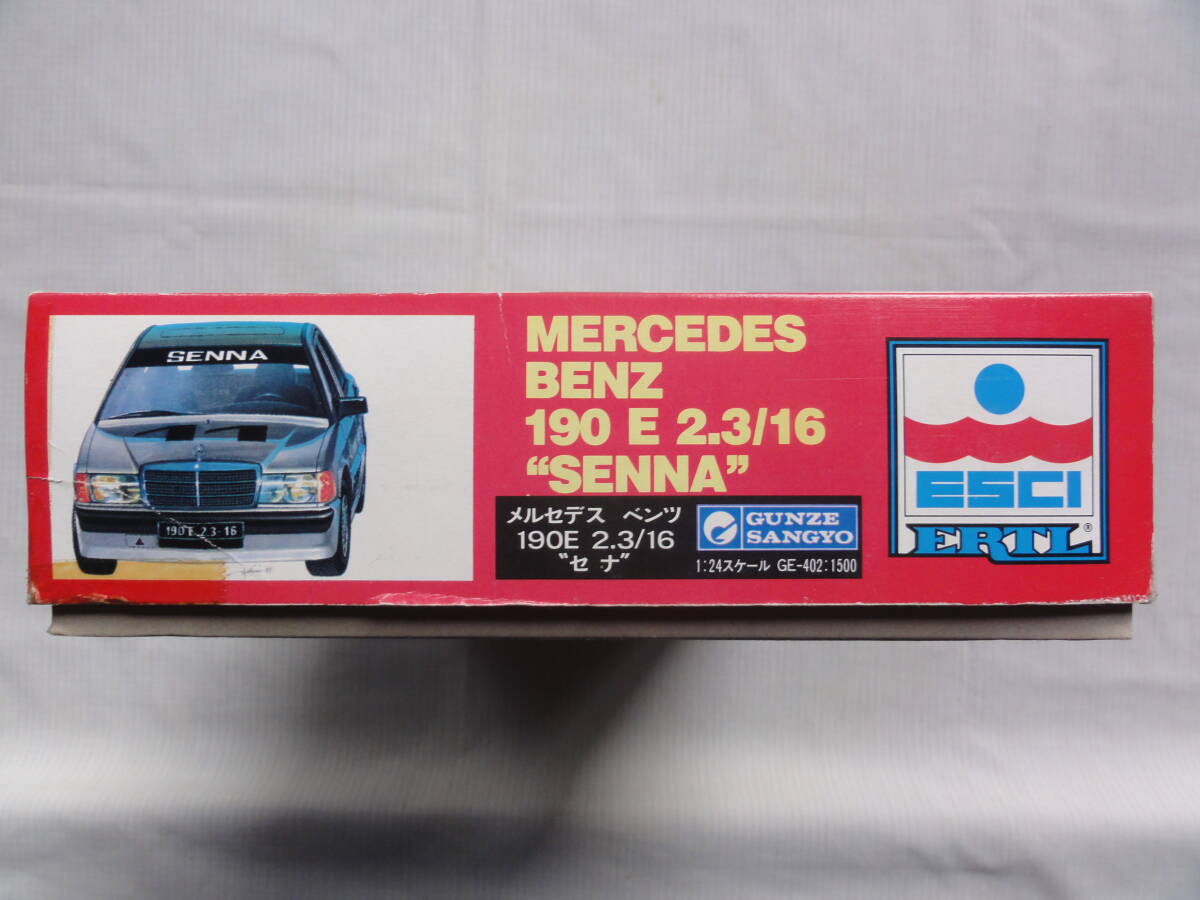 SENNA
190 E 2.3-16
MERCEDES
BENZ
190 E 2.3/16
“SENNA”
メルセデス ベンツ
190E 2.3/16
"セナ"
GUNZE
SANGYO
1:24スケール GE-402:1500
ESCI
ERTL®